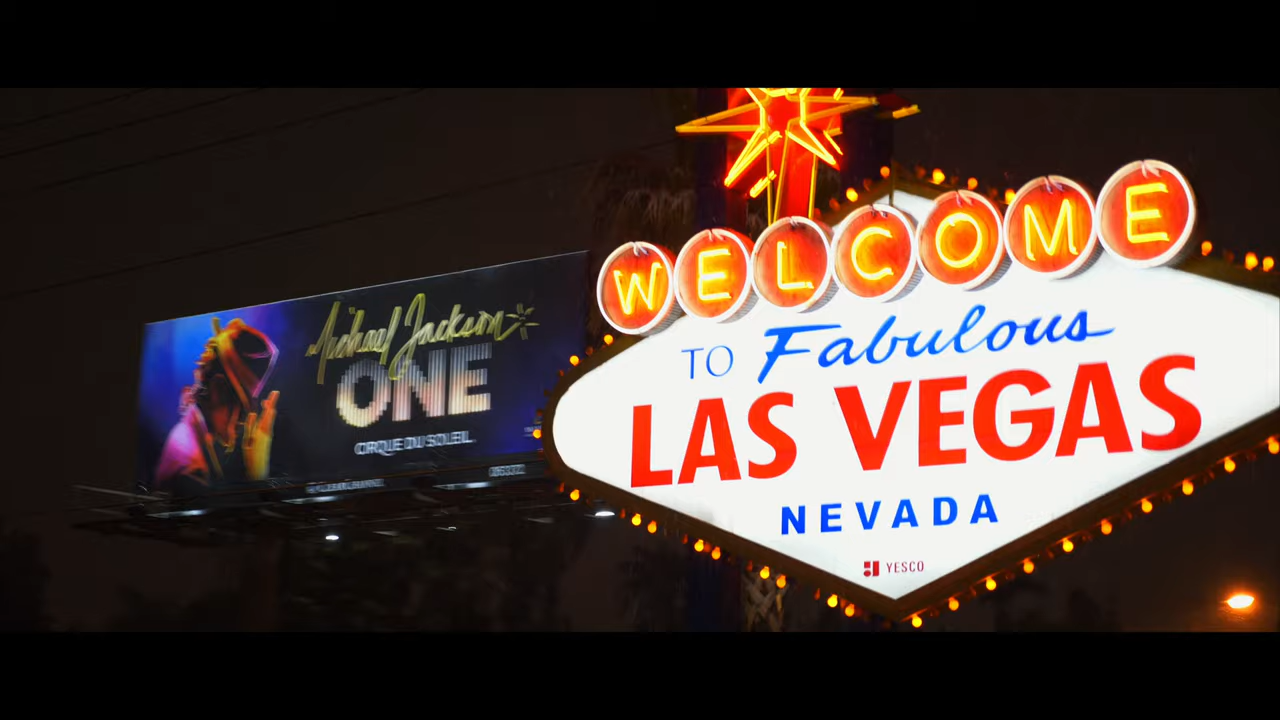 WELCOME
TO Fabulous
LAS VEGAS
NEVADA
YESCO
Michael Jackson
ONE
CIRQUE DU SOLEIL